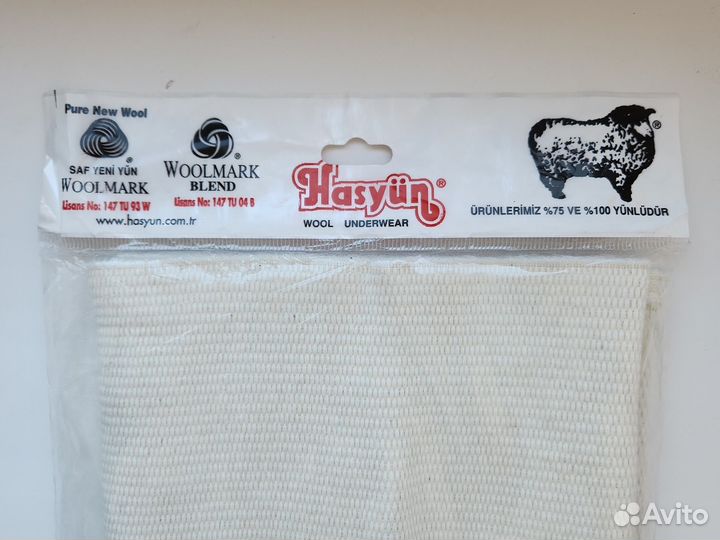 Pure New Wool
®
SAF YENİ YÜN
WOOLMARK
Lisans No: 147 TU 93 W
www.hasyun.com.tr
®
WOOLMARK
BLEND
Lisans No: 147 TU 04 B
Hasyün®
WOOL UNDERWEAR
®
ÜRÜNLERİMİZ %75 VE %100 YÜNLÜDÜR
Avito